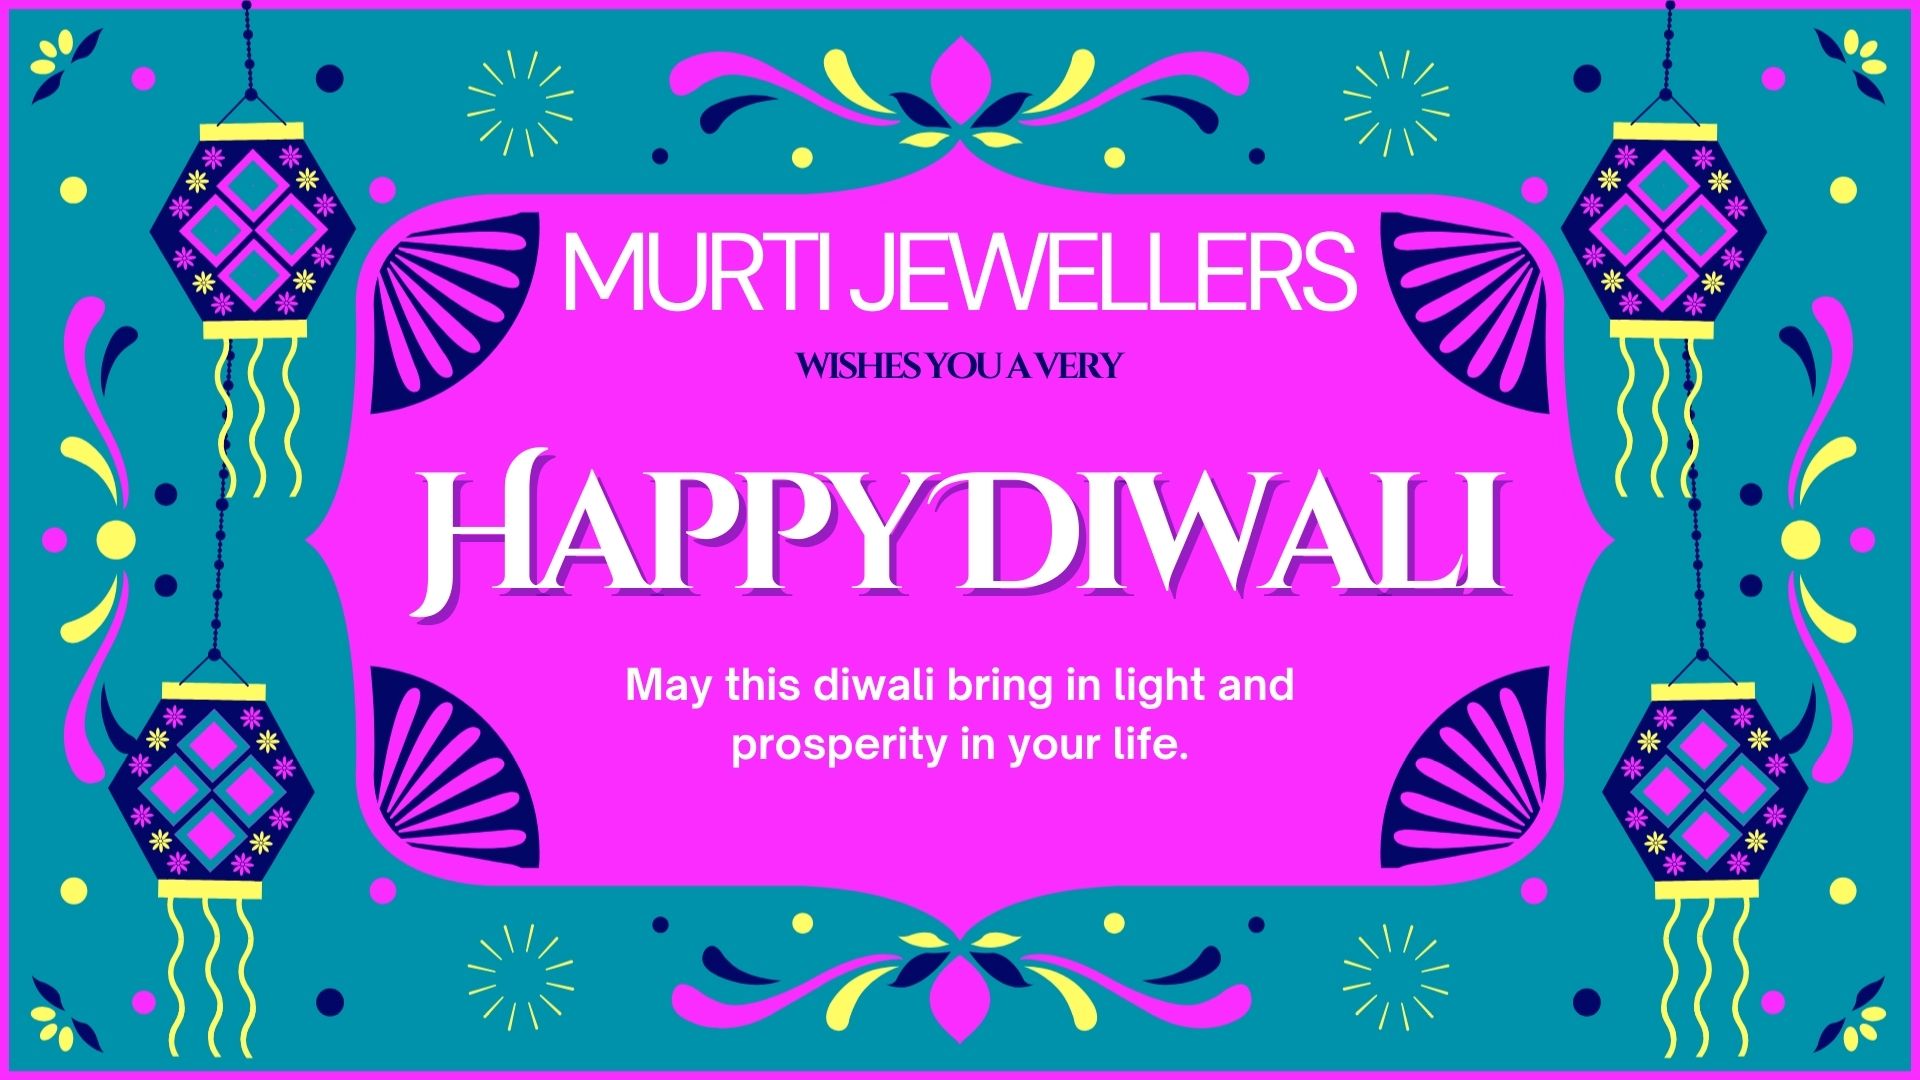 MURTI JEWELLERS
WISHES YOU A VERY
HAPPY DIWALI
May this diwali bring in light and
prosperity in your life.